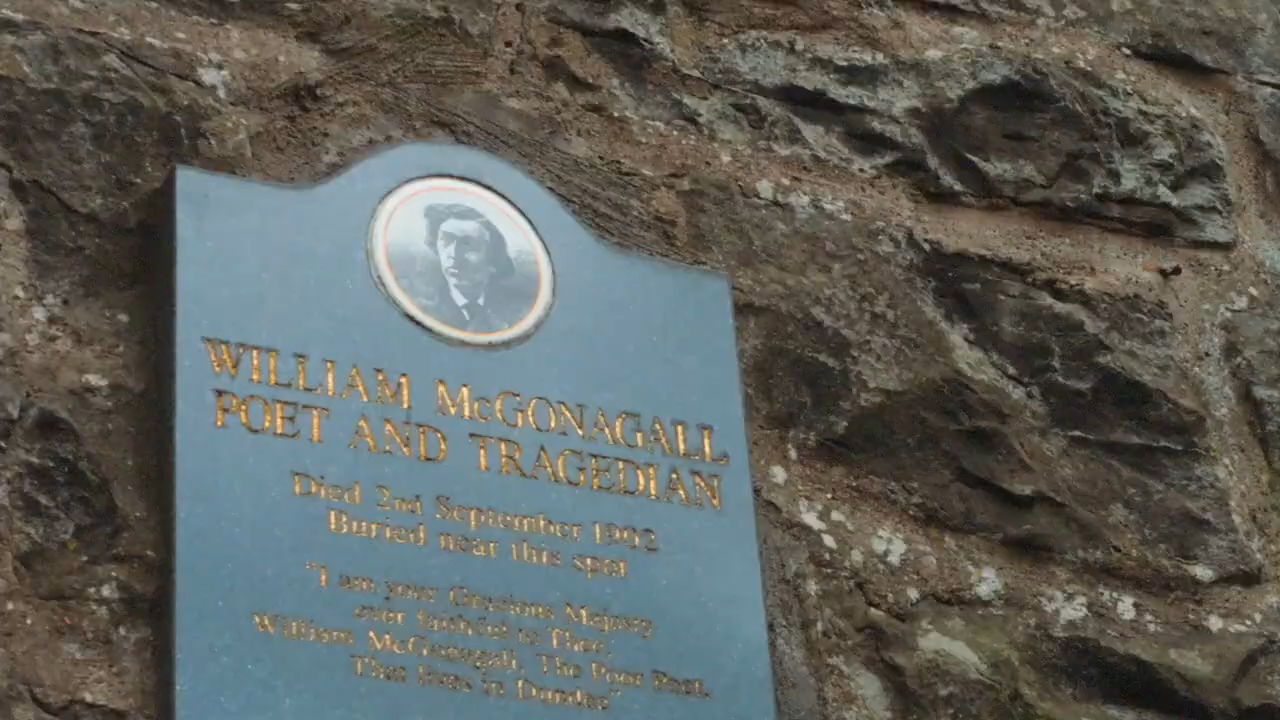 WILLIAM McGONAGALL
POET AND TRAGEDIAN
Died 2nd September 1902
Buried near this spot
"I am your Gracious Majesty
ever faithful to Thee,
William McGonagall, The Poor Poet,
That lives in Dundee"